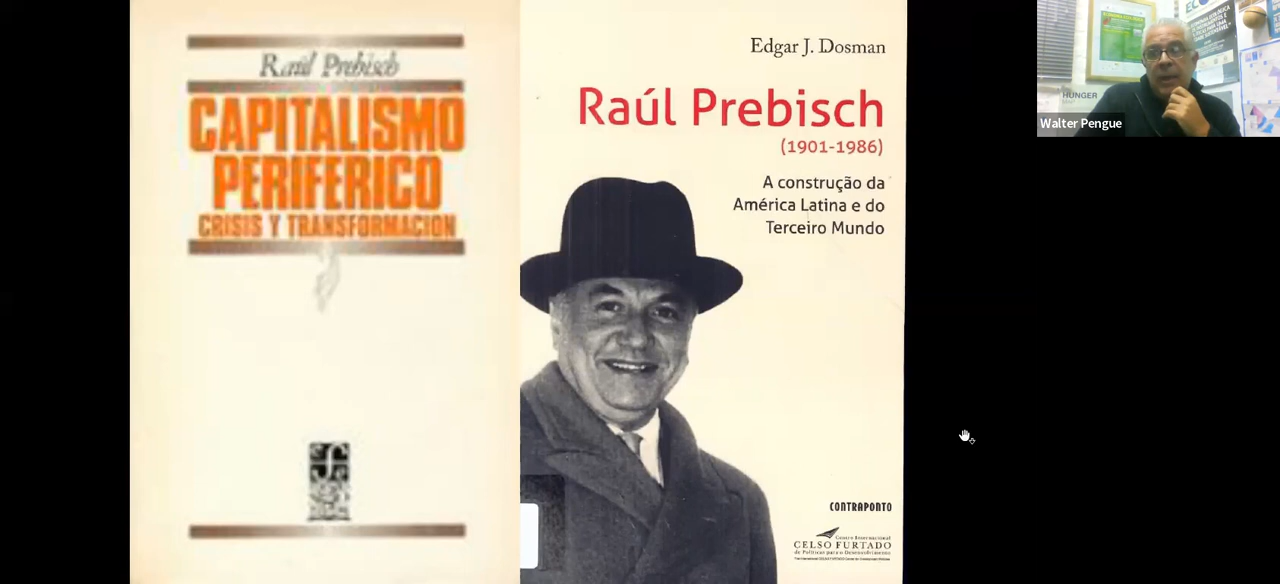 Raúl Prebisch
CAPITALISMO
PERIFERICO
CRISIS Y TRANSFORMACION
Edgar J. Dosman
Raúl Prebisch
(1901-1986)
A construção da
América Latina e do
Terceiro Mundo
CONTRAPONTO
Centro Internacional
CELSO FURTADO
de Políticas para o Desenvolvimento
HUNGER
Walter Pengue